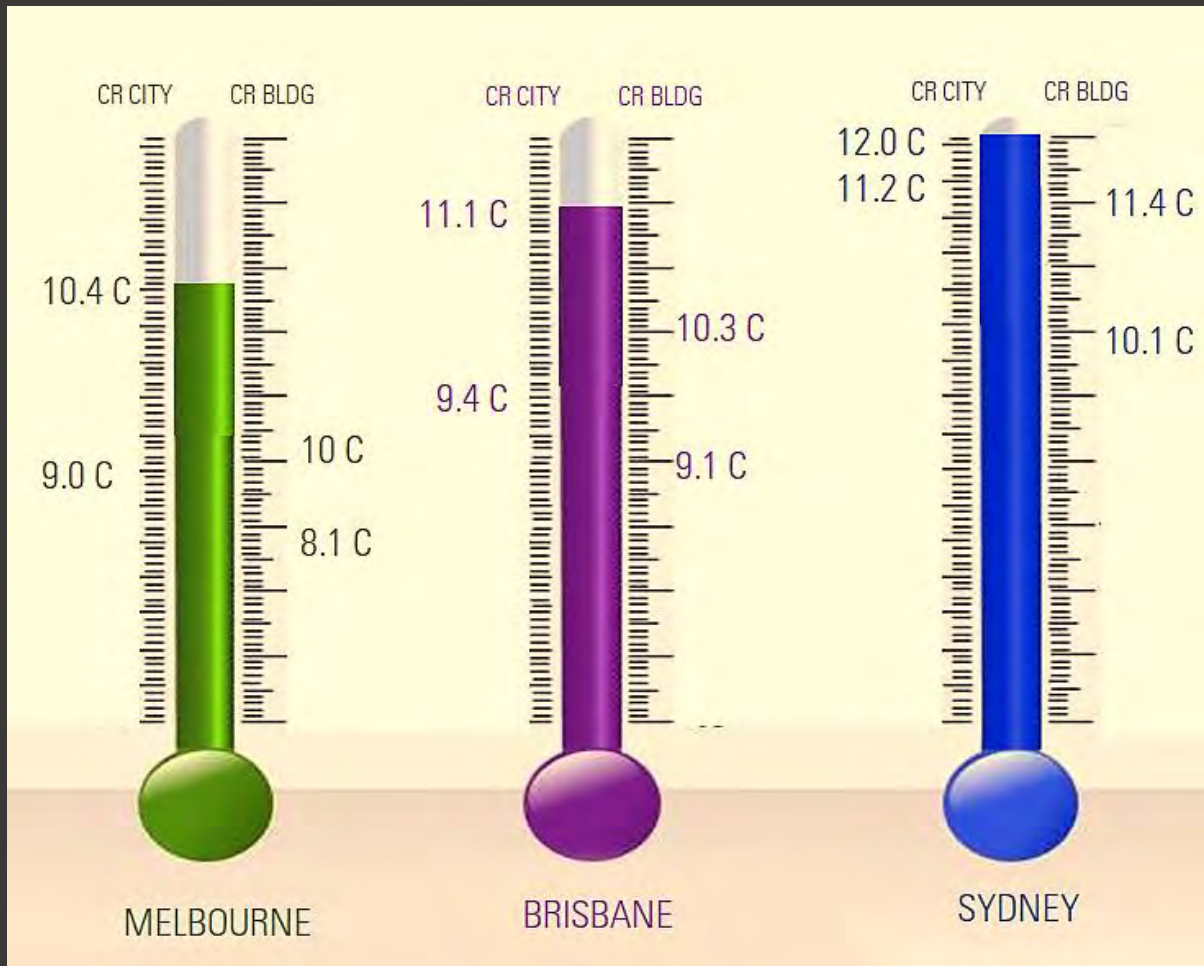 CR CITY CR BLDG
10.4 C
9.0 C
10 C
8.1 C
MELBOURNE
CR CITY CR BLDG
11.1 C
9.4 C
10.3 C
9.1 C
BRISBANE
CR CITY CR BLDG
12.0 C
11.2 C
11.4 C
10.1 C
SYDNEY